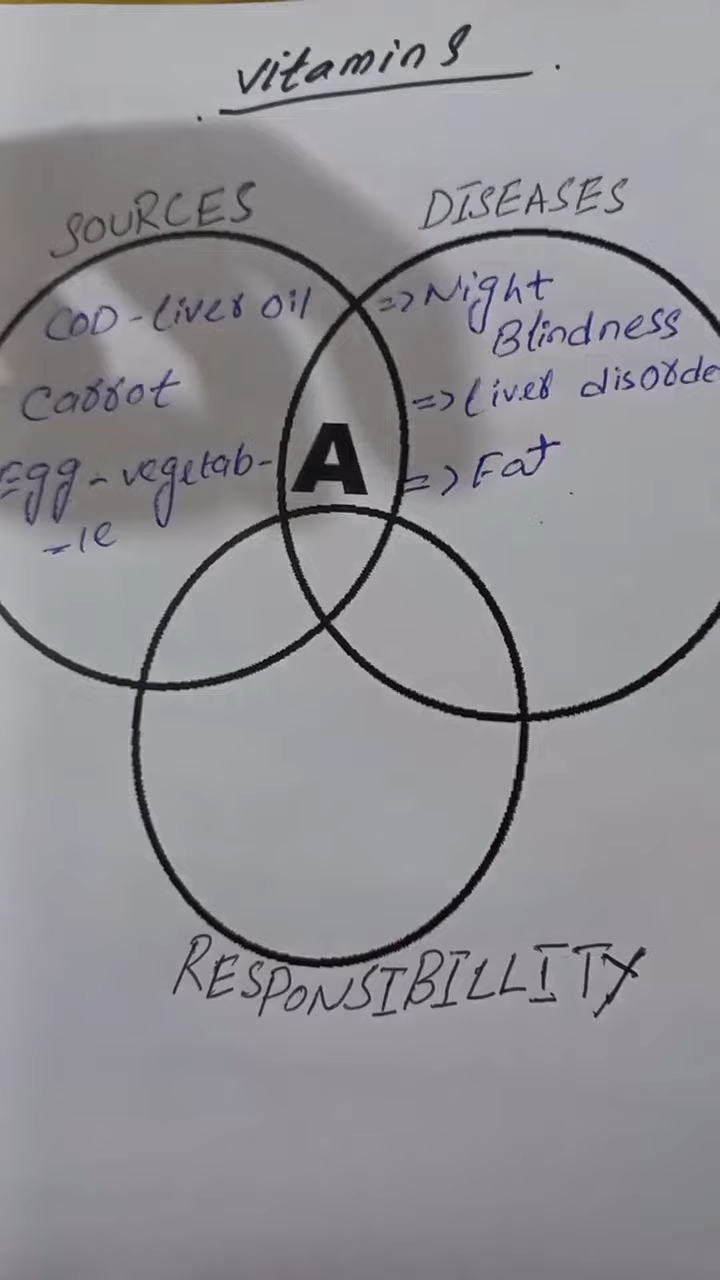 vitamins
SOURCES
DISEASES
COD-liver oil
Carrot
Egg-vegetab-
-le
A
=> Night
Blindness
=> Liver disorde
=> Fat
RESPONSIBILLITY